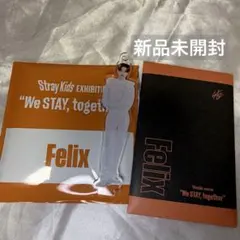 新品未開封
Stray Kids EXHIBITION
"We STAY, together"
Felix
Felix
"We STAY, together"